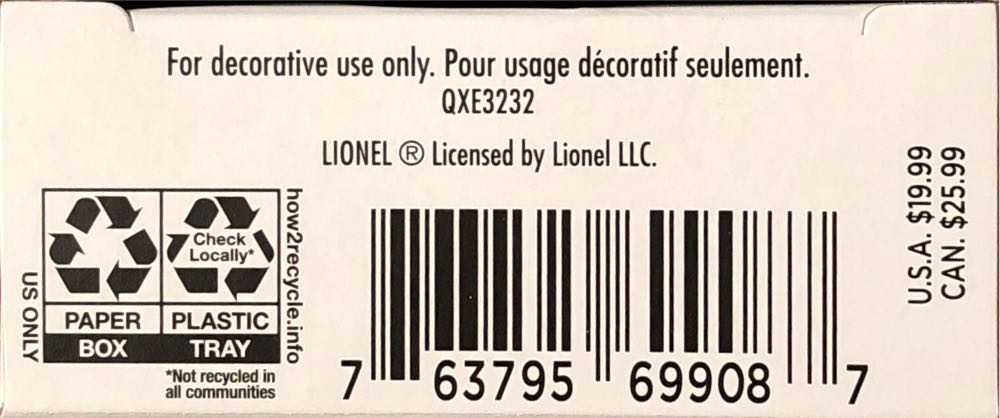 For decorative use only. Pour usage décoratif seulement.
QXE3232
LIONEL ® Licensed by Lionel LLC.
U.S.A. $19.99
CAN. $25.99
US ONLY
Check
Locally*
PAPER PLASTIC
BOX TRAY
how2recycle.info
*Not recycled in
all communities
7 63795 69908 7